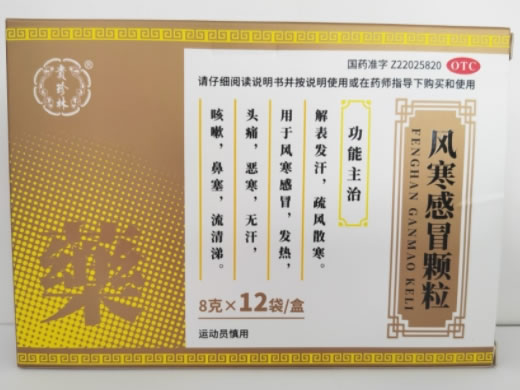 國药准字 Z22025820
OTC
请仔细阅读说明书并按说明使用或在药师指导下购买和使用
贵珍林
®
风寒感冒颗粒
FENGHAN GANMAO KELI
功能主治
解表发汗，疏风散寒。
用于风寒感冒，发热，
头痛，恶寒，无汗，
咳嗽，鼻塞，流清涕。
藥
8克×12袋/盒
运动员慎用